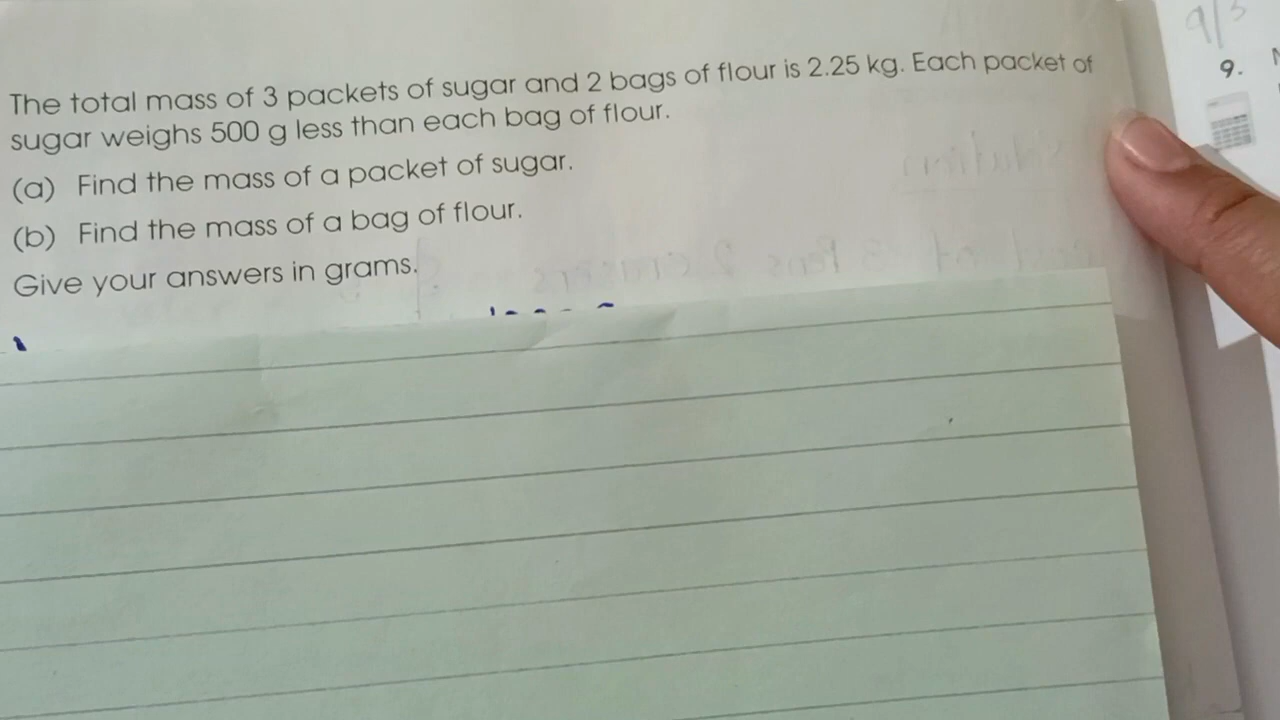 The total mass of 3 packets of sugar and 2 bags of flour is 2.25 kg. Each packet of
sugar weighs 500 g less than each bag of flour.
(a) Find the mass of a packet of sugar.
(b) Find the mass of a bag of flour.
Give your answers in grams.
9.